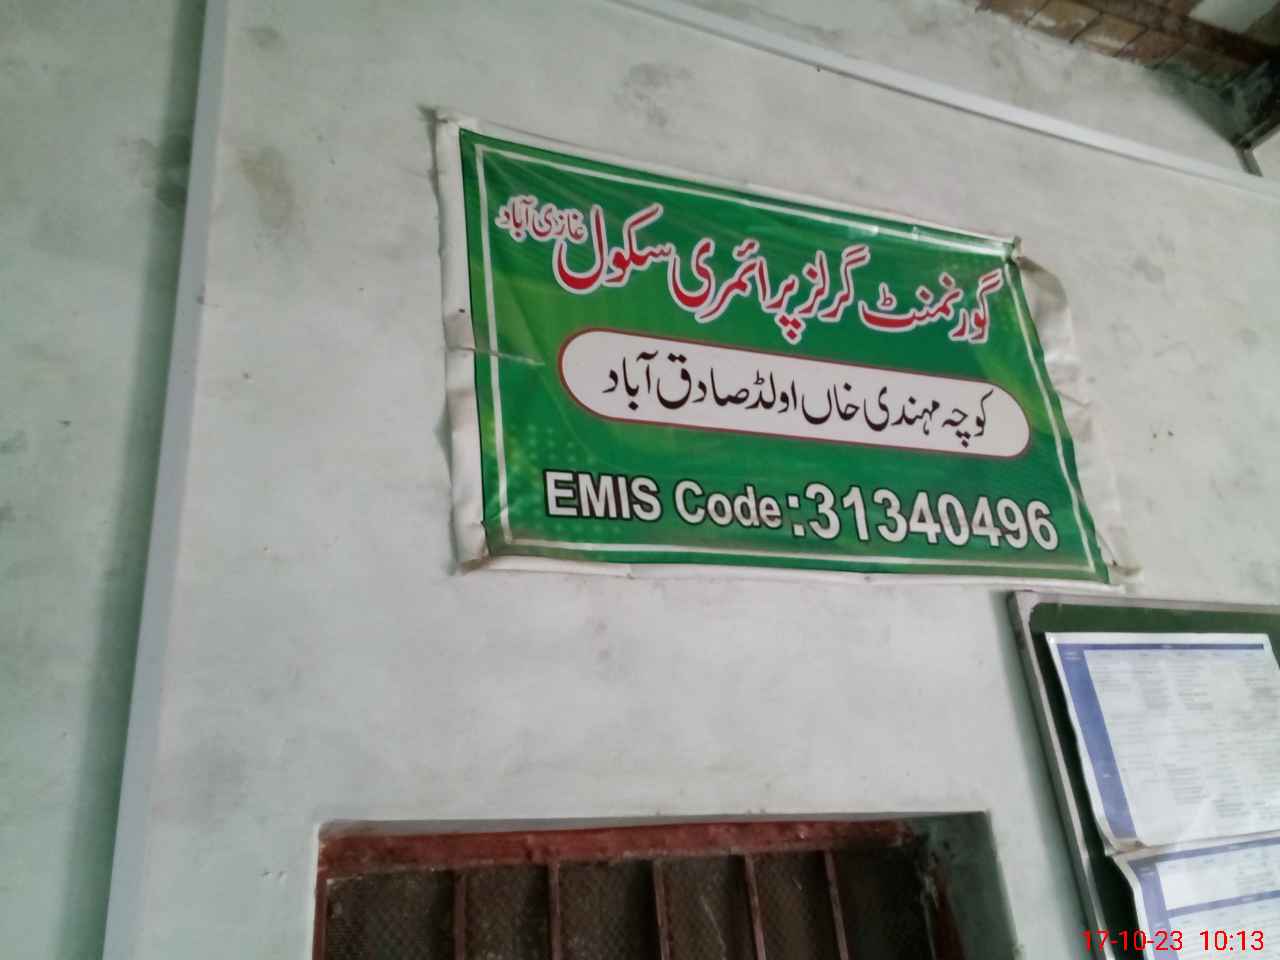 گورنمنٹ گرلز پرائمری سکول غازی آباد
کوچہ مہندی خاں اولڈ صادق آباد
EMIS Code:31340496
17-10-23 10:13